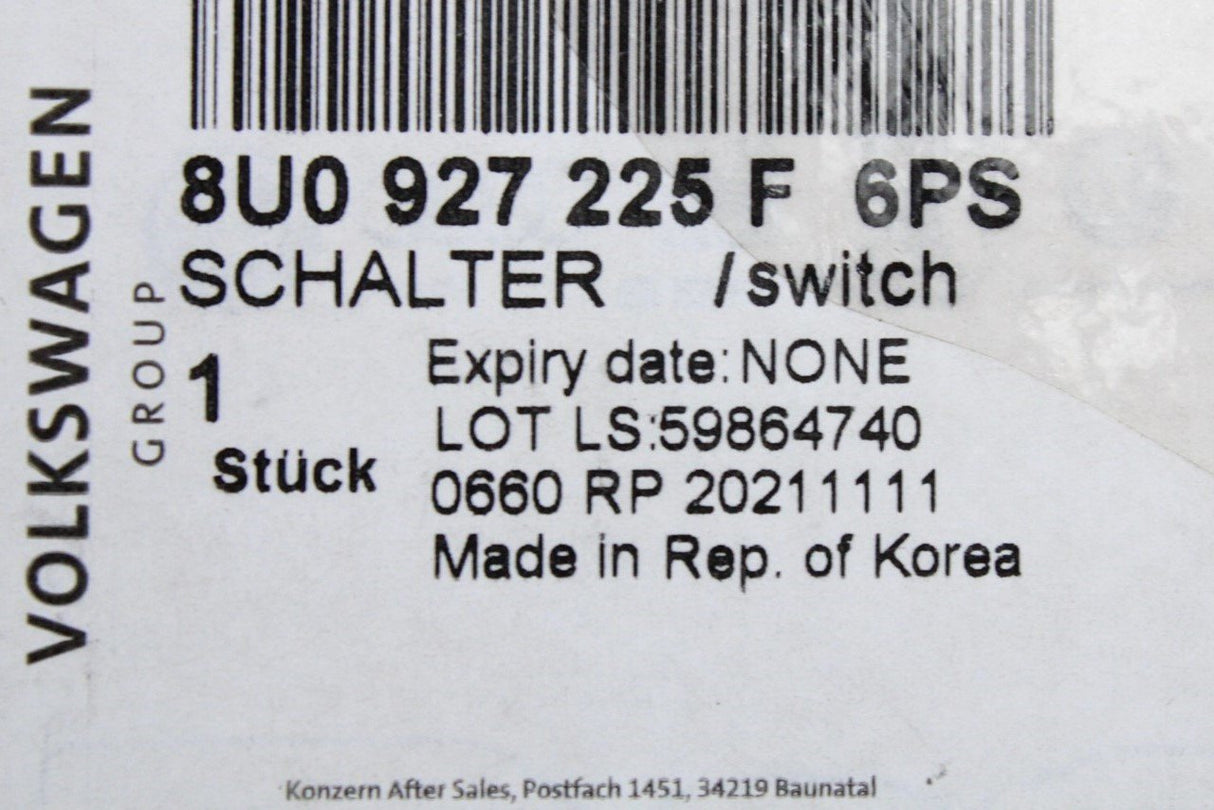 VOLKSWAGEN
GROUP
8U0 927 225 F 6PS
SCHALTER /switch
1
Stück
Expiry date: NONE
LOT LS:59864740
0660 RP 20211111
Made in Rep. of Korea
Konzern After Sales, Postfach 1451, 34219 Baunatal